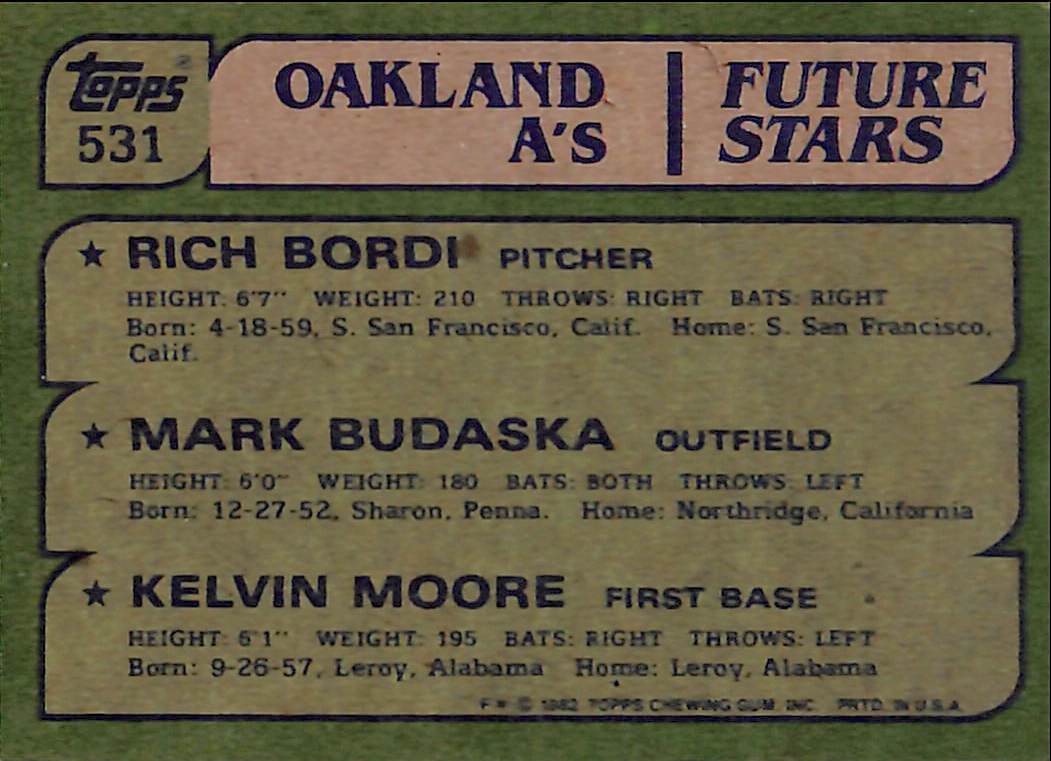 Topps®
531
OAKLAND A'S
FUTURE STARS
★ RICH BORDI PITCHER
HEIGHT: 6'7" WEIGHT: 210 THROWS: RIGHT BATS: RIGHT
Born: 4-18-59, S. San Francisco, Calif. Home: S. San Francisco,
Calif.
★ MARK BUDASKA OUTFIELD
HEIGHT: 6'0" WEIGHT: 180 BATS: BOTH THROWS: LEFT
Born: 12-27-52, Sharon, Penna. Home: Northridge, California
★ KELVIN MOORE FIRST BASE
HEIGHT: 6'1" WEIGHT: 195 BATS: RIGHT THROWS: LEFT
Born: 9-26-57, Leroy, Alabama Home: Leroy, Alabama
F * © 1982 TOPPS CHEWING GUM, INC. PRTD. IN U.S.A.